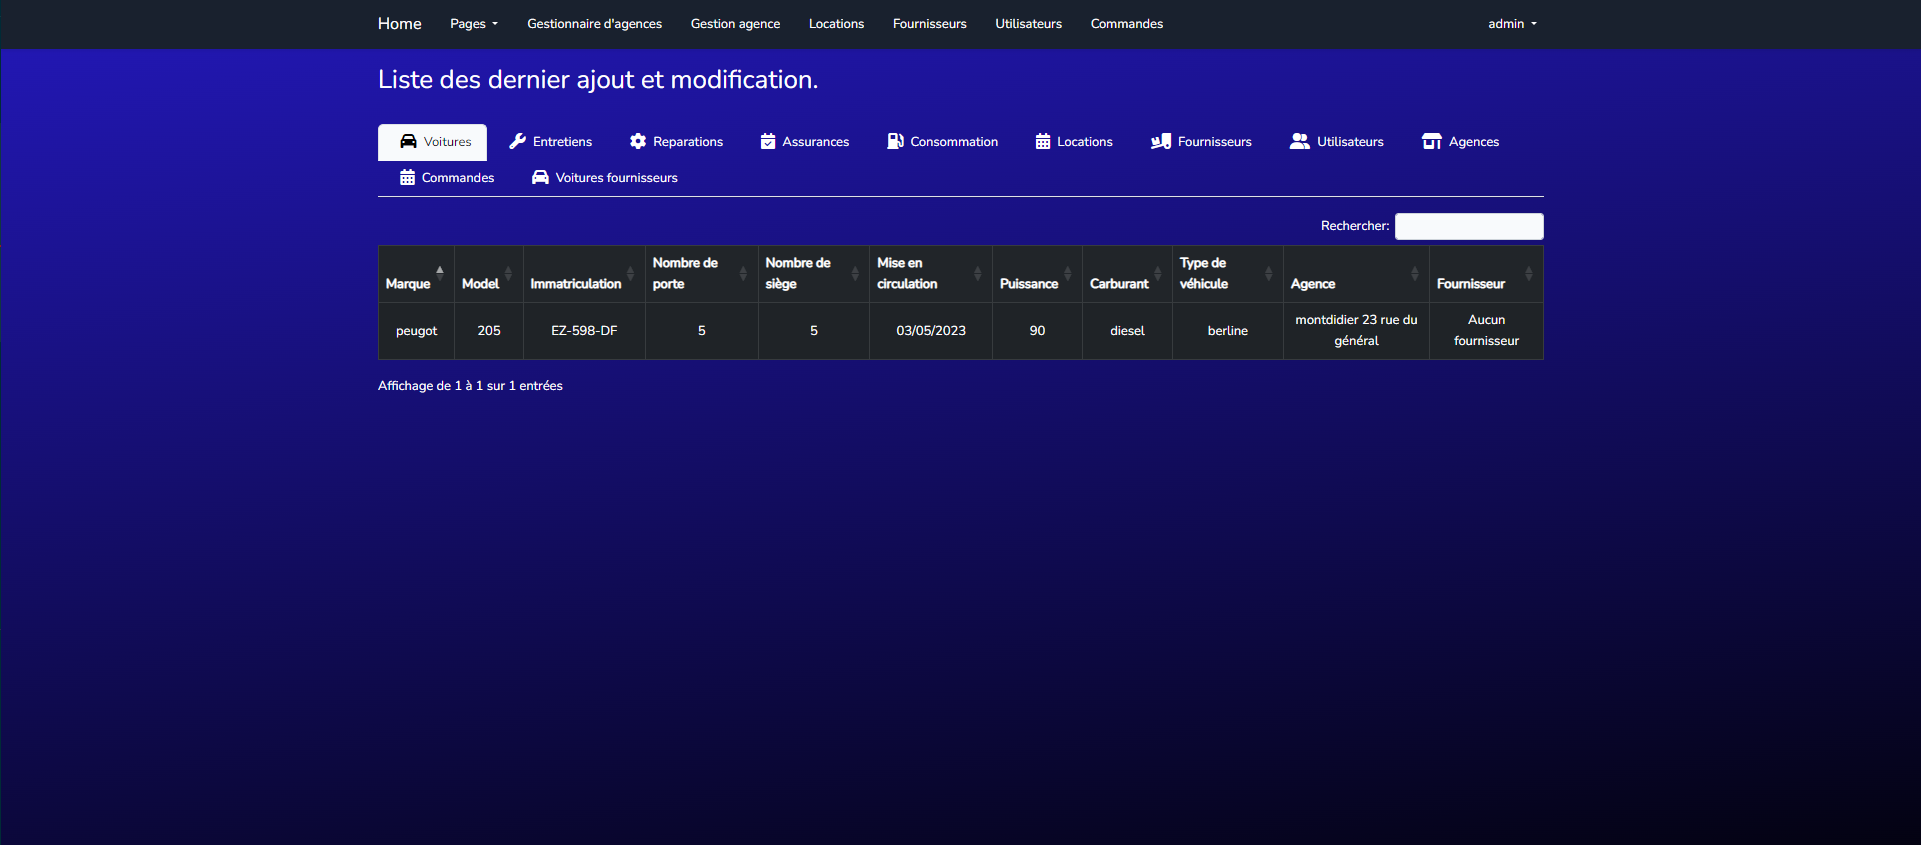 Home Pages Gestionnaire d'agences Gestion agence Locations Fournisseurs Utilisateurs Commandes admin
Liste des dernier ajout et modification.
Voitures Entretiens Reparations Assurances Consommation Locations Fournisseurs Utilisateurs Agences
Commandes Voitures fournisseurs
Rechercher:
Marque Model Immatriculation Nombre de porte Nombre de siège Mise en circulation Puissance Carburant Type de véhicule Agence Fournisseur
peugot 205 EZ-598-DF 5 5 03/05/2023 90 diesel berline montdidier 23 rue du général Aucun fournisseur
Affichage de 1 à 1 sur 1 entrées